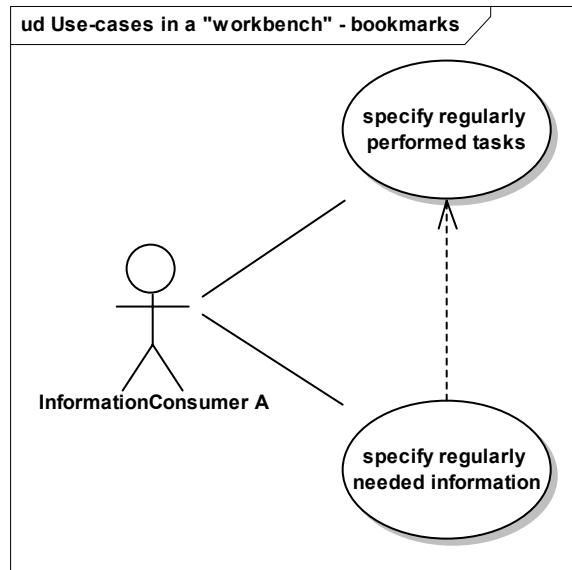 ud Use-cases in a "workbench" - bookmarks
specify regularly
performed tasks
InformationConsumer A
specify regularly
needed information